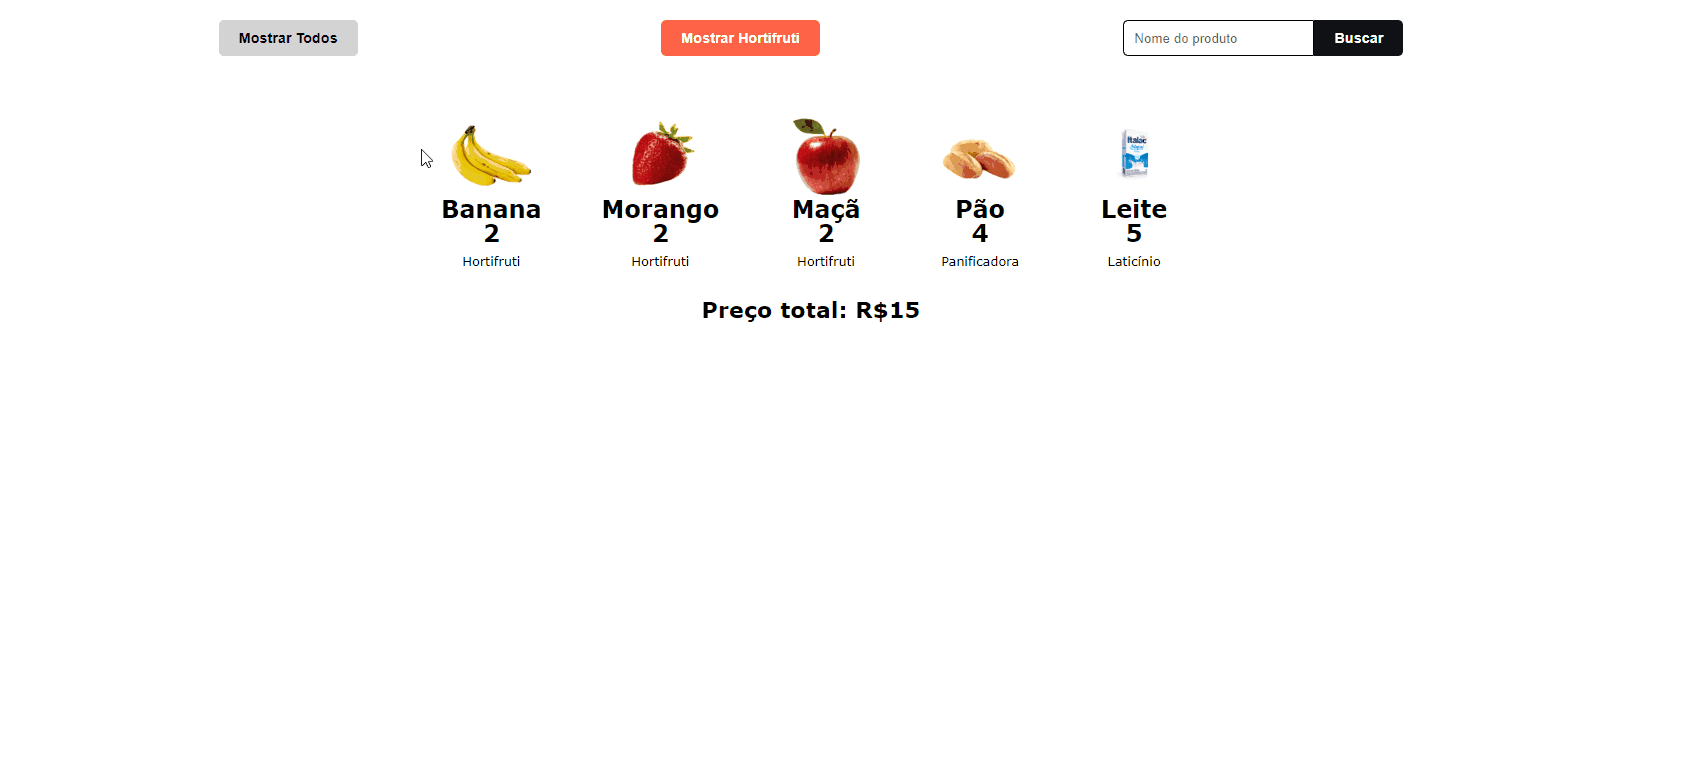 Mostrar Todos
Mostrar Hortifruti
Nome do produto
Buscar
Italac
Banana
2
Hortifruti
Morango
2
Hortifruti
Maçã
2
Hortifruti
Pão
4
Panificadora
Leite
5
Laticínio
Preço total: R$15